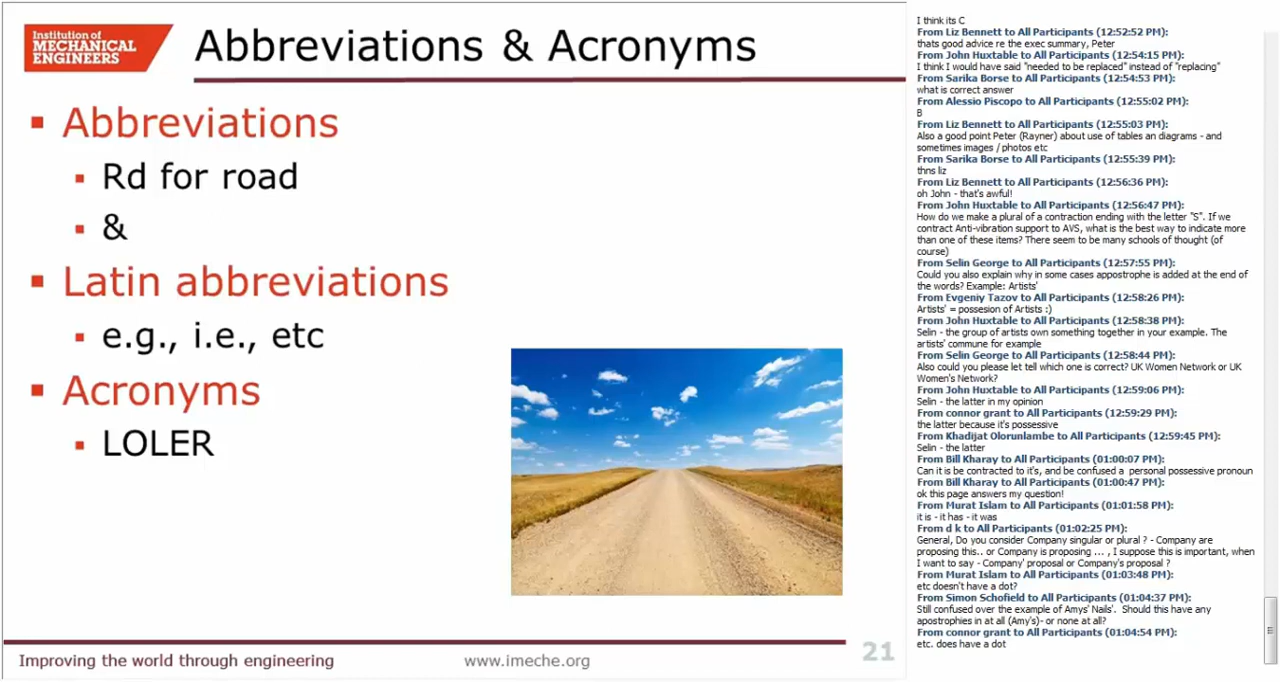 Institution of
MECHANICAL
ENGINEERS
Abbreviations & Acronyms
Abbreviations
Rd for road
&
Latin abbreviations
e.g., i.e., etc
Acronyms
LOLER
Improving the world through engineering
www.imeche.org
21
I think its C
From Liz Bennett to All Participants (12:52:52 PM):
thats good advice re the exec summary, Peter
From John Huxtable to All Participants (12:54:15 PM):
I think I would have said "needed to be replaced" instead of "replacing"
From Sarika Borse to All Participants (12:54:53 PM):
what is correct answer
From Alessio Piscopo to All Participants (12:55:02 PM):
B
From Liz Bennett to All Participants (12:55:03 PM):
Also a good point Peter (Rayner) about use of tables an diagrams - and
sometimes images / photos etc
From Sarika Borse to All Participants (12:55:39 PM):
thns liz
From Liz Bennett to All Participants (12:56:36 PM):
oh John - that's awful!
From John Huxtable to All Participants (12:56:47 PM):
How do we make a plural of a contraction ending with the letter "S". If we
contract Anti-vibration support to AVS, what is the best way to indicate more
than one of these items? There seem to be many schools of thought (of
course)
From Selin George to All Participants (12:57:55 PM):
Could you also explain why in some cases appostrophe is added at the end of
the words? Example: Artists'
From Evgeniy Tazov to All Participants (12:58:26 PM):
Artists' = possesion of Artists :)
From John Huxtable to All Participants (12:58:38 PM):
Selin - the group of artists own something together in your example. The
artists' commune for example
From Selin George to All Participants (12:58:44 PM):
Also could you please let tell which one is correct? UK Women Network or UK
Women's Network?
From John Huxtable to All Participants (12:59:06 PM):
Selin - the latter in my opinion
From connor grant to All Participants (12:59:29 PM):
the latter because it's possessive
From Khadijat Olorunlambe to All Participants (12:59:45 PM):
Selin - the latter
From Bill Kharay to All Participants (01:00:07 PM):
Can it is be contracted to it's, and be confused a  personal possessive pronoun
From Bill Kharay to All Participants (01:00:47 PM):
ok this page answers my question!
From Murat Islam to All Participants (01:01:58 PM):
it is - it has - it was
From d k to All Participants (01:02:25 PM):
General, Do you consider Company singular or plural ? - Company are
proposing this.. or Company is proposing ... , I suppose this is important, when
I want to say - Company' proposal or Company's proposal ?
From Murat Islam to All Participants (01:03:48 PM):
etc doesn't have a dot?
From Simon Schofield to All Participants (01:04:37 PM):
Still confused over the example of Amys' Nails'.  Should this have any
apostrophies in at all (Amy's)- or none at all?
From connor grant to All Participants (01:04:54 PM):
etc. does have a dot